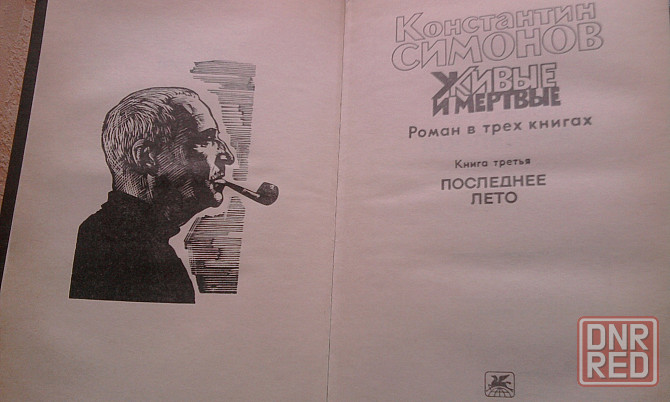 Константин
СИМОНОВ
ЖИВЫЕ
И МЕРТВЫЕ
Роман в трех книгах
Книга третья
ПОСЛЕДНЕЕ
ЛЕТО
DNR
RED